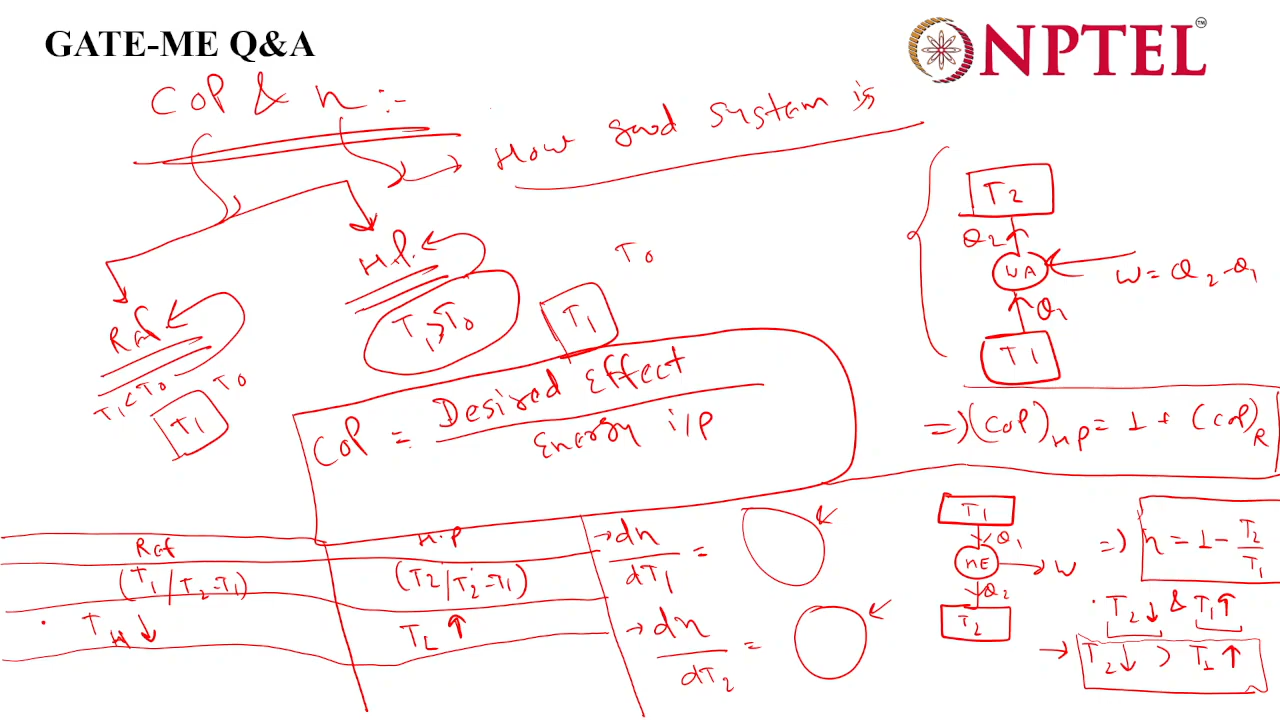 GATE-ME Q&A
NPTEL™
COP & η :-
How good system is
H.P.
T1 > T0
T0
T1
Ref
T1 < T0
T0
T1
COP = Desired Effect / Energy i/p
T2
Q2
W = Q2 - Q1
Q1
T1
=> (COP)HP = 1 + (COP)R
Ref
H.P
(T1/T2-T1)
(T2/T2-T1)
TH ↓
TL ↑
→ dη/dT1 =
→ dη/dT2 =
T1
Q1
HE
W
Q2
T2
=> η = 1 - T2/T1
T2↓ & T1↑
→ T2↓ > T1↑